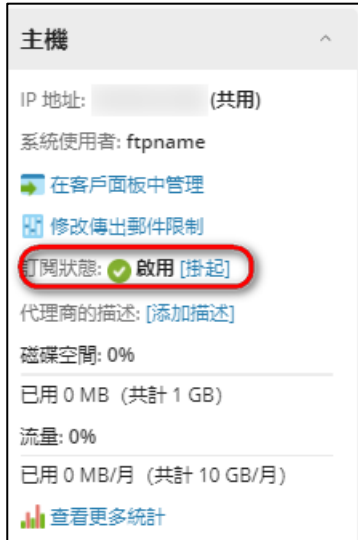 主機
IP 地址: (共用)
系統使用者: ftpname
在客戶面板中管理
修改傳出郵件限制
訂閱狀態: 啟用 [掛起]
代理商的描述: [添加描述]
磁碟空間: 0%
已用 0 MB（共計 1 GB）
流量: 0%
已用 0 MB/月（共計 10 GB/月）
查看更多統計